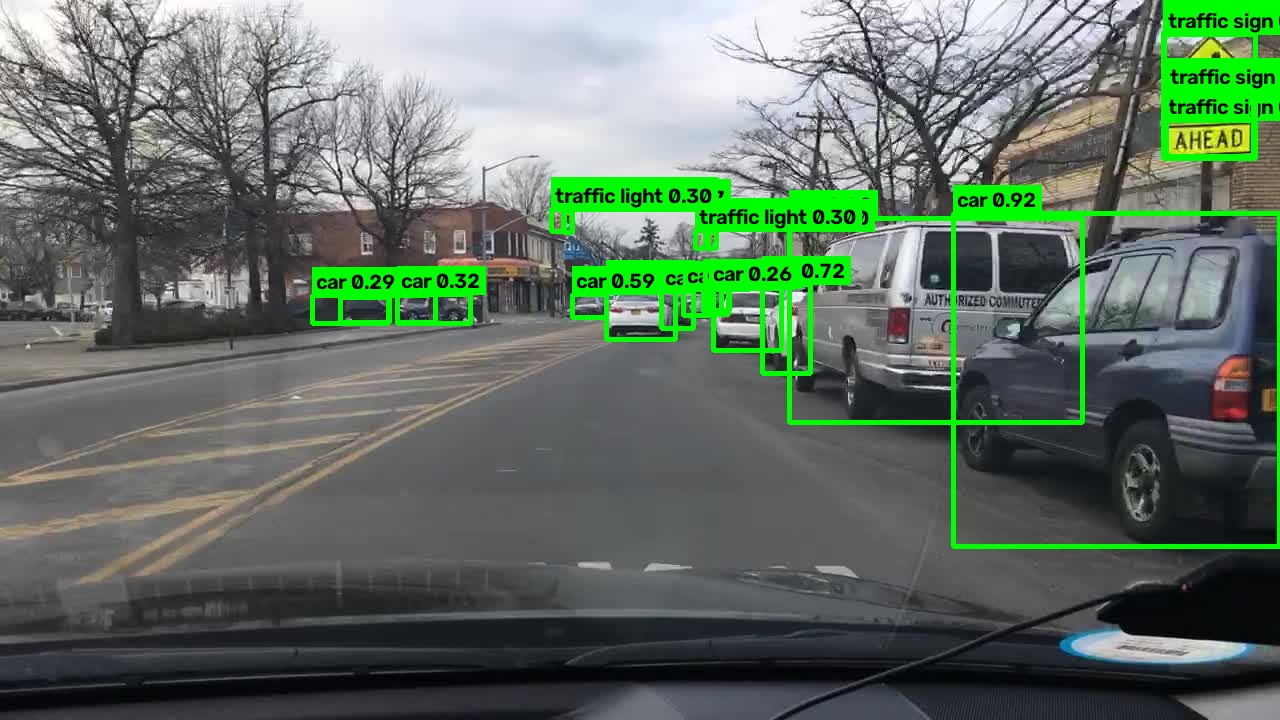 traffic sign
traffic sign
traffic sign
AHEAD
traffic light 0.30
car 0.92
traffic light 0.30
car 0.29
car 0.32
car 0.59
car 0.26
0.72
AUTHORIZED COMMUTER